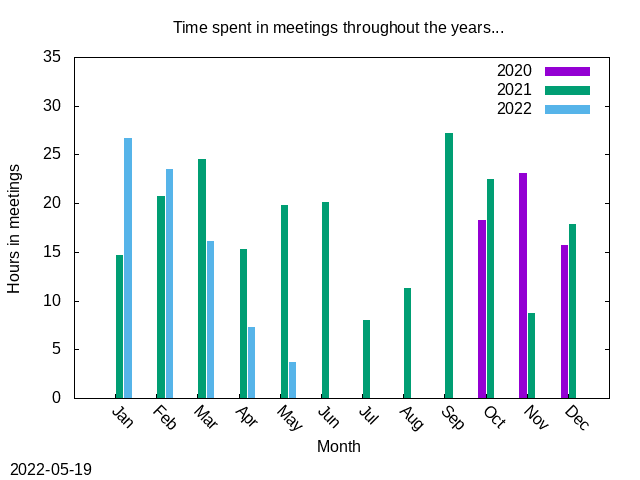 Time spent in meetings throughout the years...
35
30
25
20
15
10
5
0
Hours in meetings
2020
2021
2022
Jan
Feb
Mar
Apr
May
Jun
Jul
Aug
Sep
Oct
Nov
Dec
Month
2022-05-19